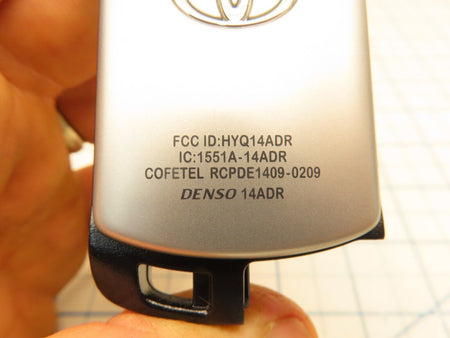 FCC ID:HYQ14ADR
IC:1551A-14ADR
COFETEL RCPDE1409-0209
DENSO 14ADR